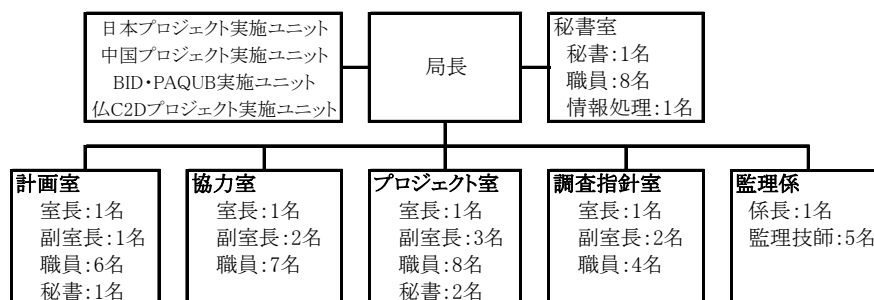 日本プロジェクト実施ユニット
中国プロジェクト実施ユニット
BID・PAQUB実施ユニット
仏C2Dプロジェクト実施ユニット
局長
秘書室
秘書:1名
職員:8名
情報処理:1名
計画室
室長:1名
副室長:1名
職員:6名
秘書:1名
協力室
室長:1名
副室長:2名
職員:7名
プロジェクト室
室長:1名
副室長:3名
職員:8名
秘書:2名
調査指針室
室長:1名
副室長:2名
職員:4名
監理係
係長:1名
監理技師:5名